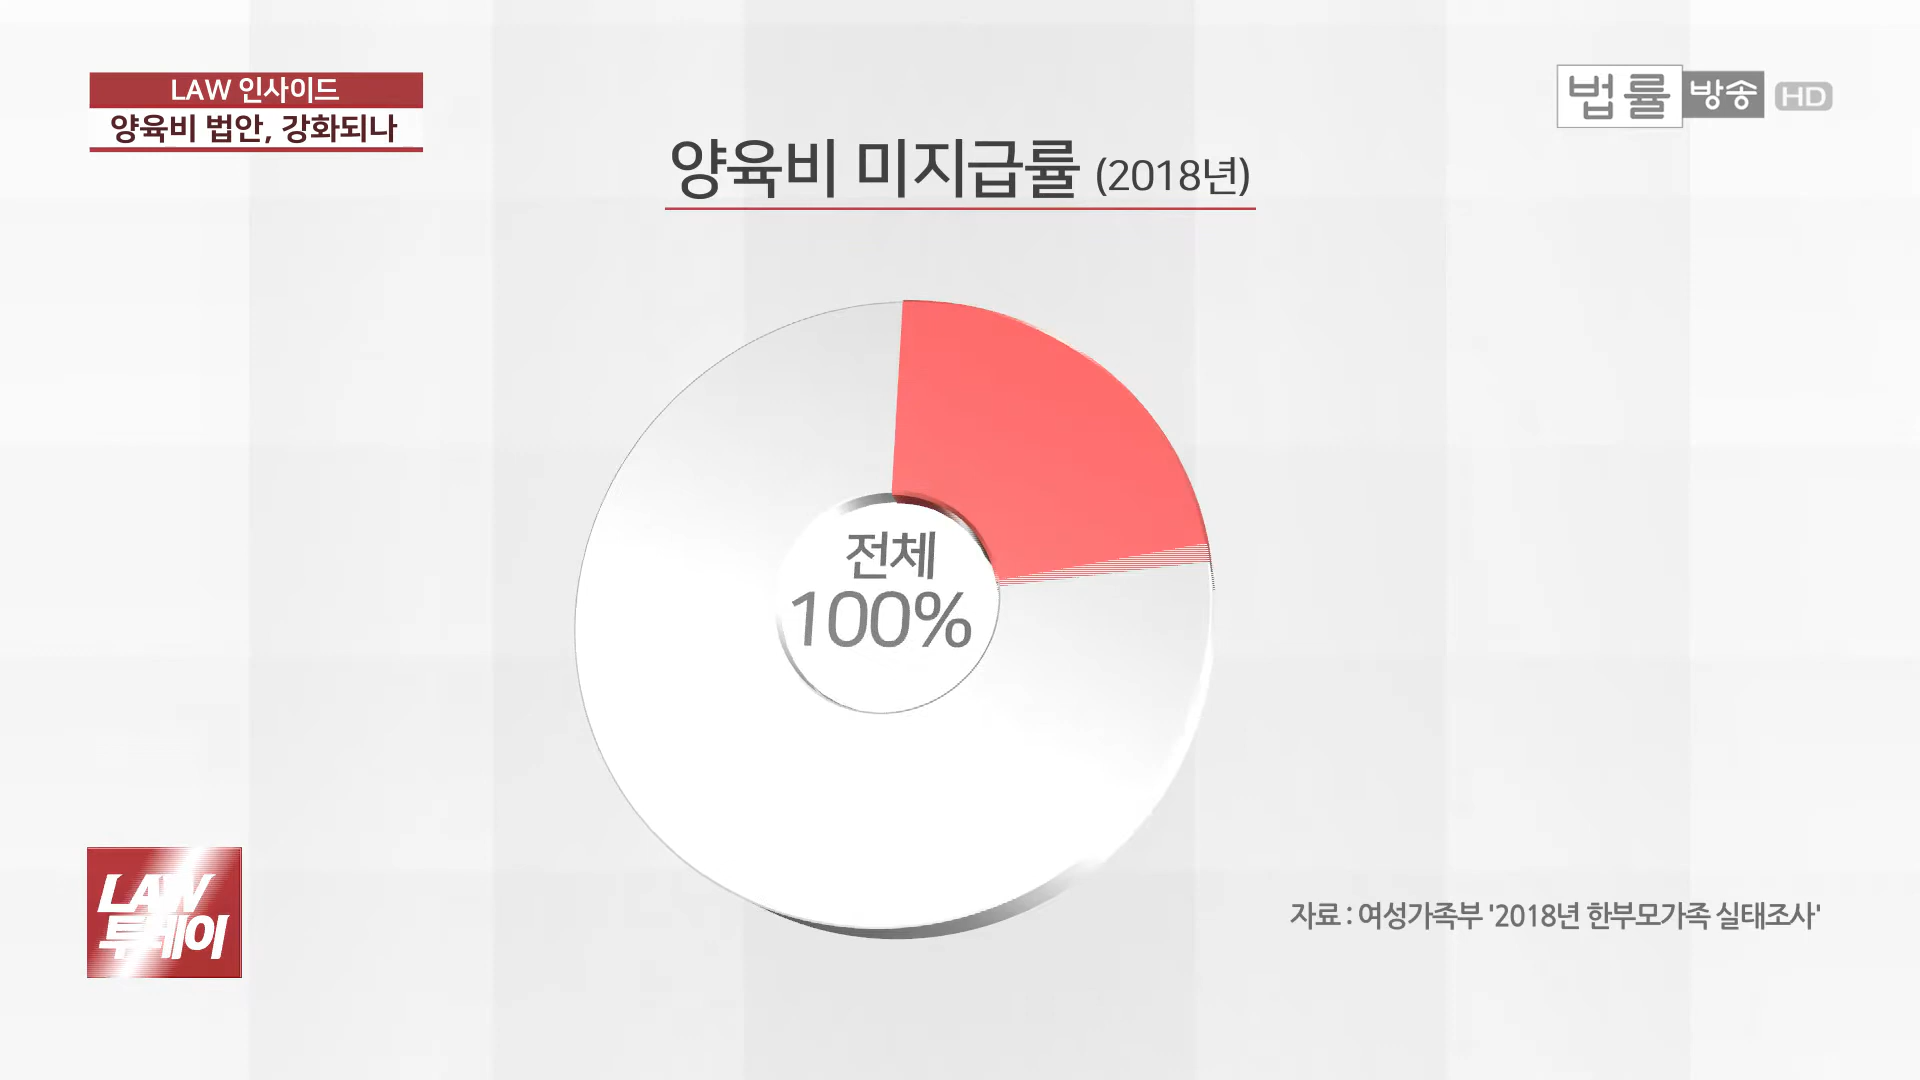 LAW 인사이드
양육비 법안, 강화되나
법률방송 HD
양육비 미지급률 (2018년)
전체
100%
자료 : 여성가족부 '2018년 한부모가족 실태조사'
LAW
투데이